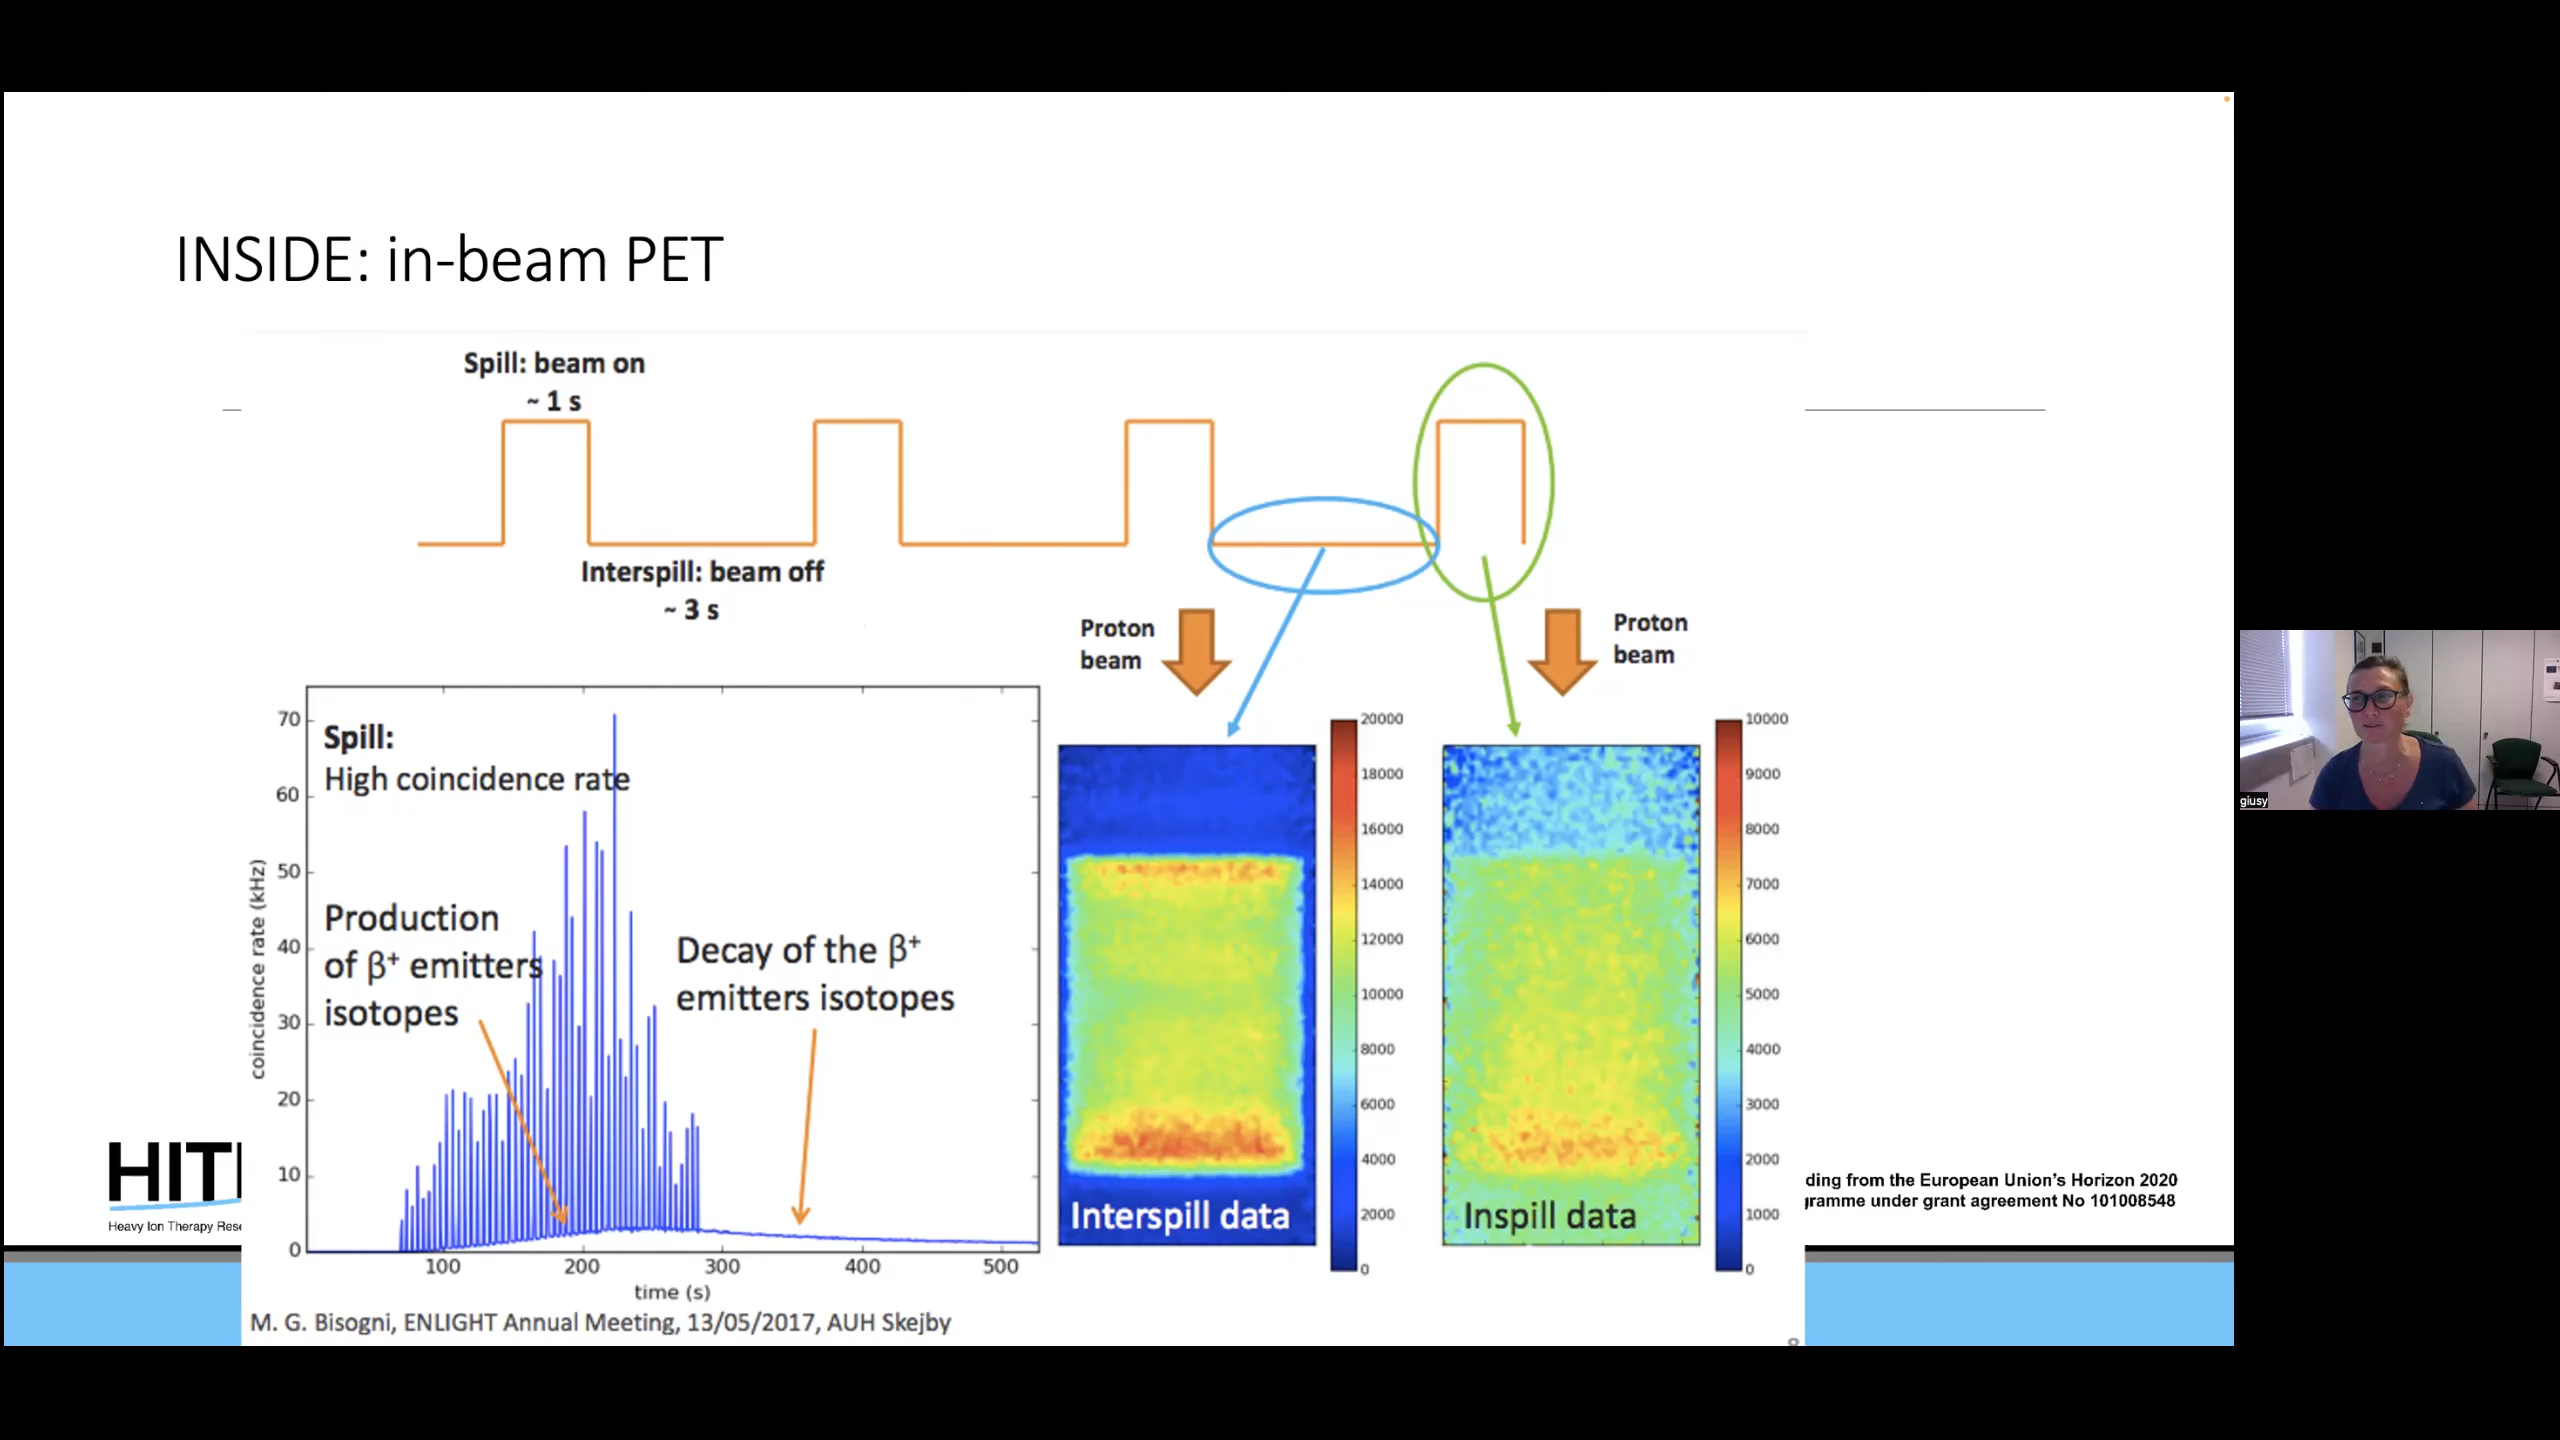 INSIDE: in-beam PET
Spill: beam on
~ 1 s
Interspill: beam off
~ 3 s
Proton
beam
Proton
beam
Spill:
High coincidence rate
Production
of β⁺ emitters
isotopes
Decay of the β⁺
emitters isotopes
coincidence rate (kHz)
70
60
50
40
30
20
10
0
100 200 300 400 500
time (s)
20000
18000
16000
14000
12000
10000
8000
6000
4000
2000
0
Interspill data
10000
9000
8000
7000
6000
5000
4000
3000
2000
1000
0
Inspill data
M. G. Bisogni, ENLIGHT Annual Meeting, 13/05/2017, AUH Skejby
HIT
Heavy Ion Therapy Rese
ding from the European Union's Horizon 2020
ramme under grant agreement No 101008548
giusy